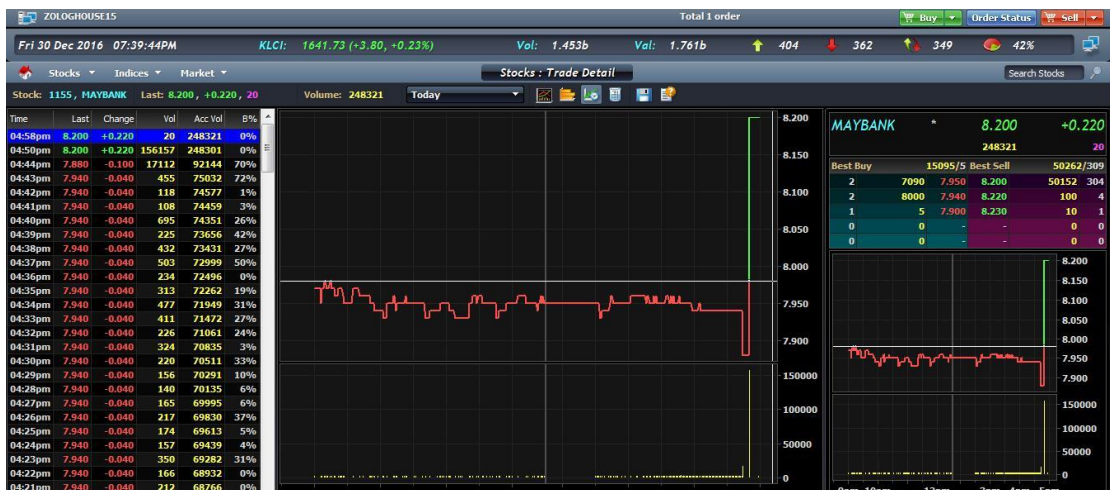 ZOLOGHOUSE15 Total 1 order Buy Order Status Sell
Fri 30 Dec 2016 07:39:44PM KLCI: 1641.73 (+3.80, +0.23%) Vol: 1.453b Val: 1.761b 404 362 349 42%
Stocks Indices Market Stocks : Trade Detail Search Stocks
Stock: 1155, MAYBANK Last: 8.200, +0.220, 20 Volume: 248321 Today
Time Last Change Vol Acc Vol B%
04:58pm 8.200 +0.220 20 248321 0%
04:50pm 8.200 +0.220 156157 248301 0%
04:44pm 7.880 -0.100 17112 92144 70%
04:43pm 7.940 -0.040 455 75032 72%
04:42pm 7.940 -0.040 118 74577 1%
04:41pm 7.940 -0.040 108 74459 3%
04:40pm 7.940 -0.040 695 74351 26%
04:39pm 7.940 -0.040 225 73656 42%
04:38pm 7.940 -0.040 432 73431 27%
04:37pm 7.940 -0.040 503 72999 50%
04:36pm 7.940 -0.040 234 72496 0%
04:35pm 7.940 -0.040 313 72262 19%
04:34pm 7.940 -0.040 477 71949 31%
04:33pm 7.940 -0.040 411 71472 27%
04:32pm 7.940 -0.040 226 71061 24%
04:31pm 7.940 -0.040 324 70835 3%
04:30pm 7.940 -0.040 220 70511 33%
04:29pm 7.940 -0.040 156 70291 10%
04:28pm 7.940 -0.040 140 70135 6%
04:27pm 7.940 -0.040 165 69995 6%
04:26pm 7.940 -0.040 217 69830 37%
04:25pm 7.940 -0.040 174 69613 5%
04:24pm 7.940 -0.040 157 69439 4%
04:23pm 7.940 -0.040 350 69282 31%
04:22pm 7.940 -0.040 166 68932 0%
04:21pm 7.940 -0.040 212 68766 0%
8.200
8.150
8.100
8.050
8.000
7.950
7.900
150000
100000
50000
0
MAYBANK * 8.200 +0.220
248321 20
Best Buy 15095/5 Best Sell 50262/309
2 7090 7.950 8.200 50152 304
2 8000 7.940 8.220 100 4
1 5 7.900 8.230 10 1
0 0 - - 0 0
0 0 - - 0 0
8.200
8.150
8.100
8.050
8.000
7.950
7.900
150000
100000
50000
0